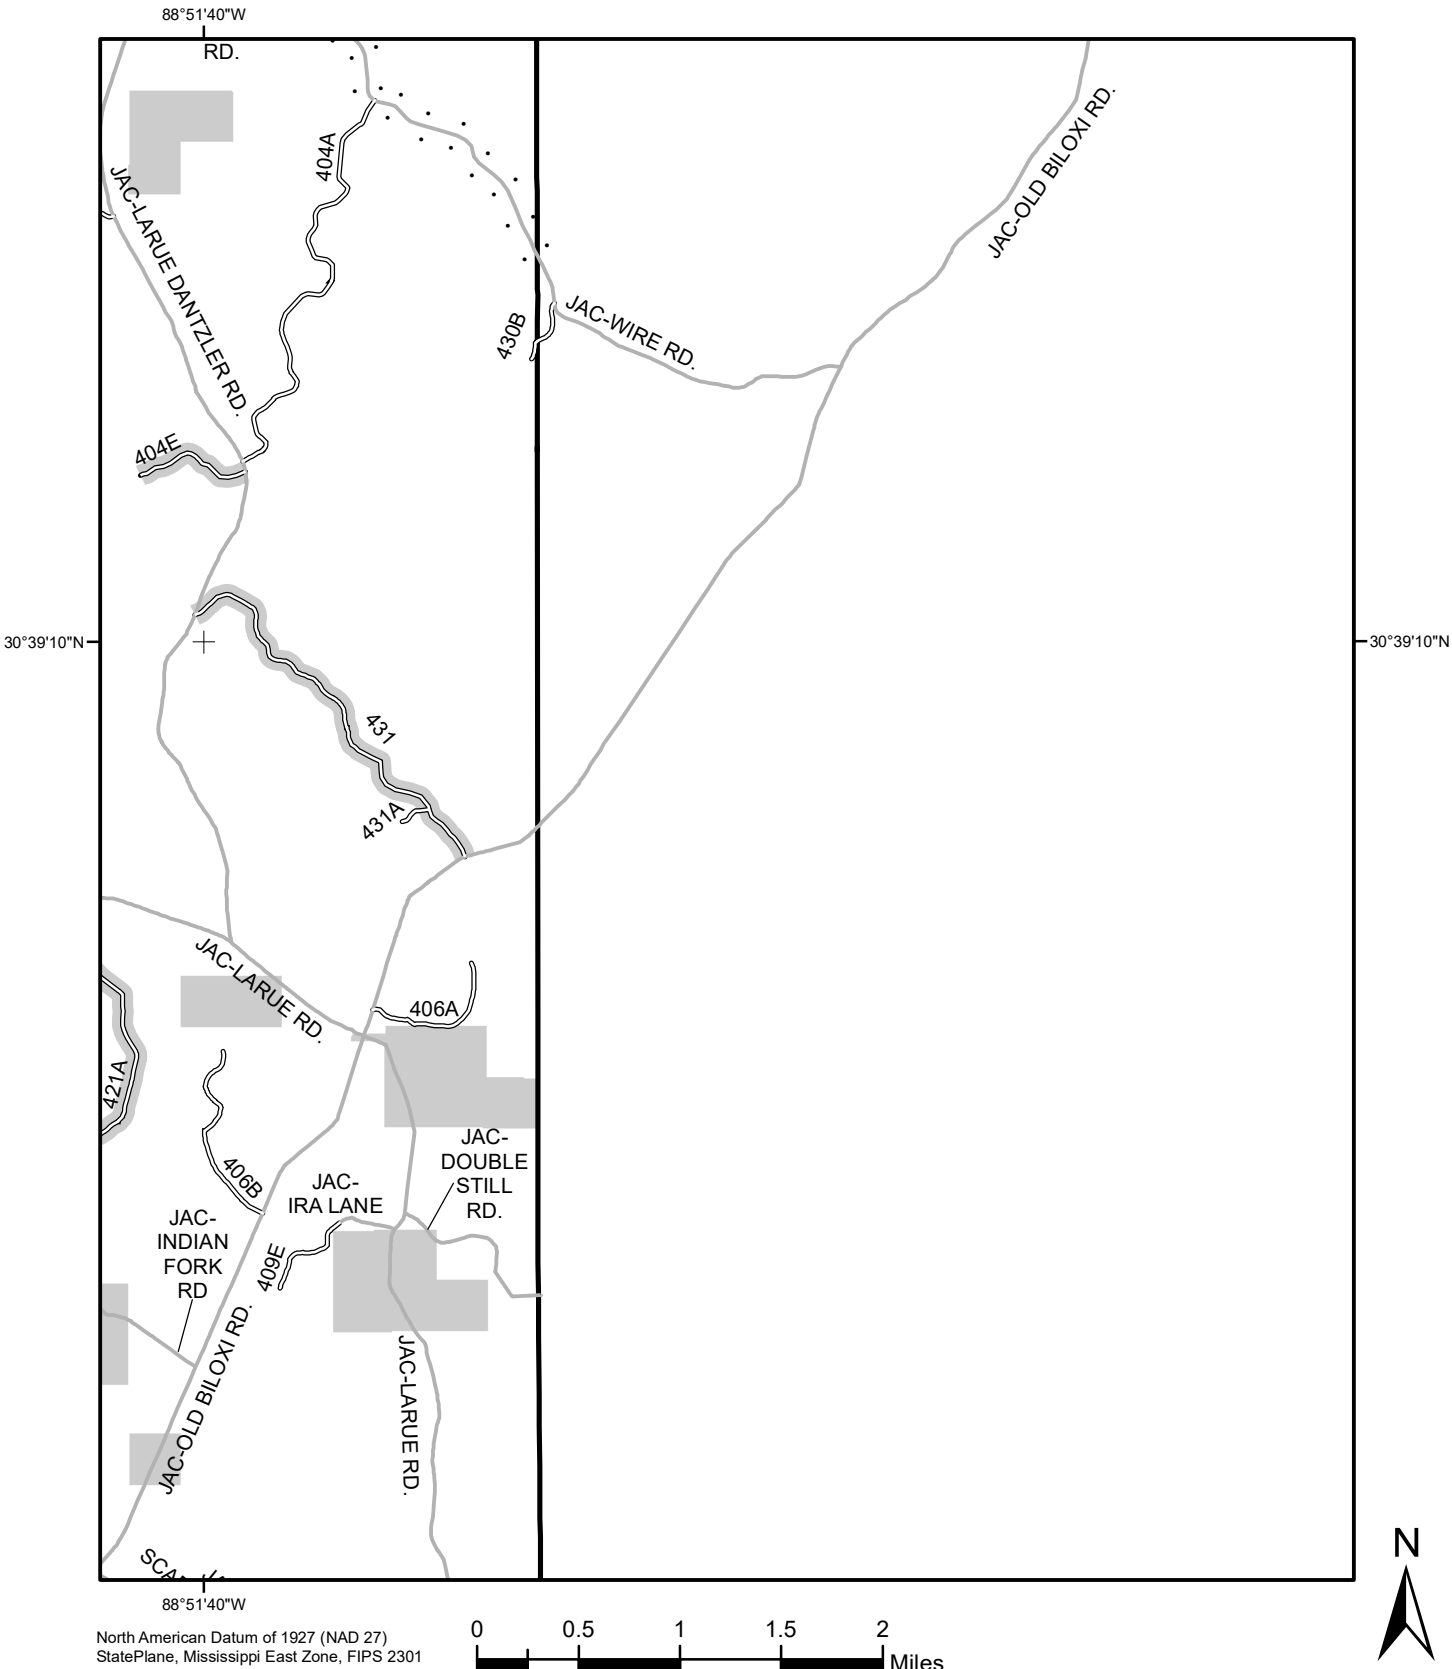 88°51'40"W
RD.
JAC-OLD BILOXI RD.
404A
JAC-LARUE DANTZLER RD.
430B
JAC-WIRE RD.
404E
30°39'10"N
30°39'10"N
431
431A
JAC-LARUE RD.
406A
421A
JAC-
DOUBLE
STILL
RD.
406B
JAC-
IRA LANE
JAC-
INDIAN
FORK
RD
409E
JAC-OLD BILOXI RD.
JAC-LARUE RD.
N
88°51'40"W
North American Datum of 1927 (NAD 27)
StatePlane, Mississippi East Zone, FIPS 2301
0 0.5 1 1.5 2
Miles